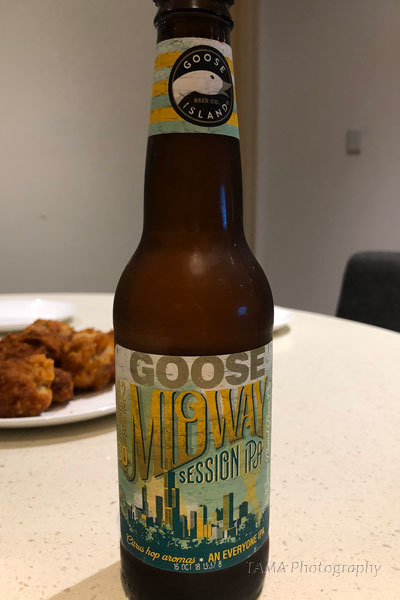 GOOSE
BEER CO.
ISLAND
GOOSE
MIDWAY
SESSION IPA
Citrus hop aromas * AN EVERYONE IPA
16 OCT 18 13:37 8
TAMA Photography